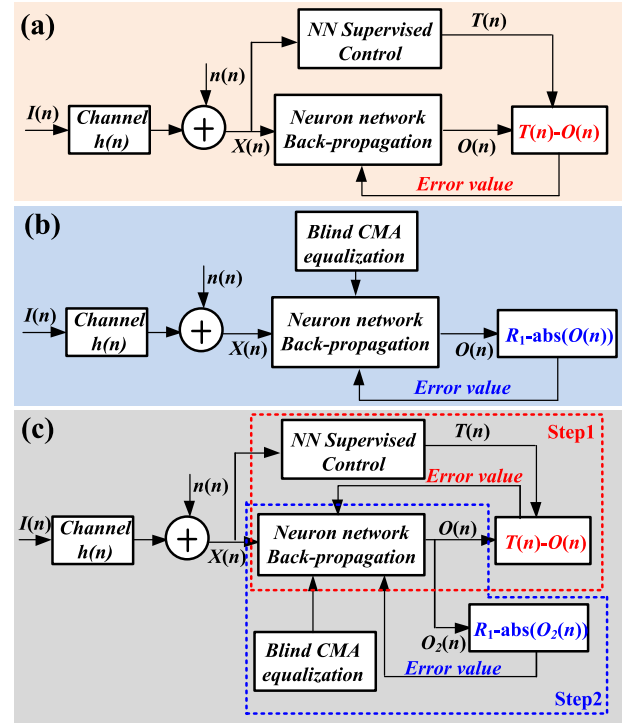 (a)
NN Supervised
Control
T(n)
n(n)
I(n)
Channel
h(n)
+
X(n)
Neuron network
Back-propagation
O(n)
T(n)-O(n)
Error value
(b)
Blind CMA
equalization
n(n)
I(n)
Channel
h(n)
+
X(n)
Neuron network
Back-propagation
O(n)
R₁-abs(O(n))
Error value
(c)
NN Supervised
Control
T(n)
Step1
Error value
n(n)
I(n)
Channel
h(n)
+
X(n)
Neuron network
Back-propagation
O(n)
T(n)-O(n)
Blind CMA
equalization
O₂(n)
R₁-abs(O₂(n))
Error value
Step2